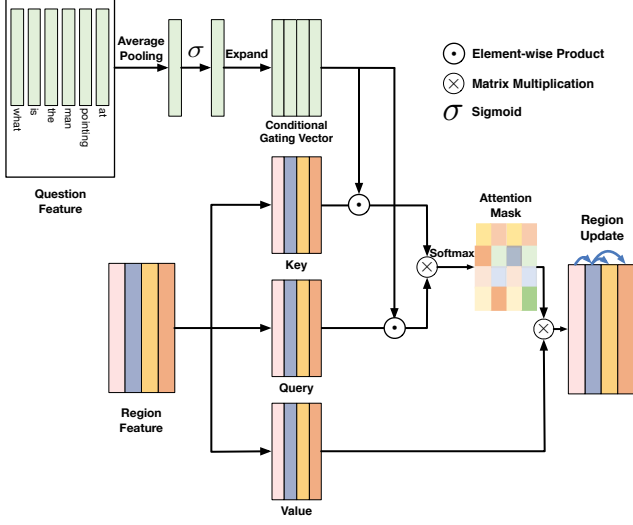 what
is
the
man
pointing
at
Question
Feature
Average
Pooling
σ
Expand
Conditional
Gating Vector
Element-wise Product
Matrix Multiplication
σ Sigmoid
Key
Query
Value
Region
Feature
Softmax
Attention
Mask
Region
Update